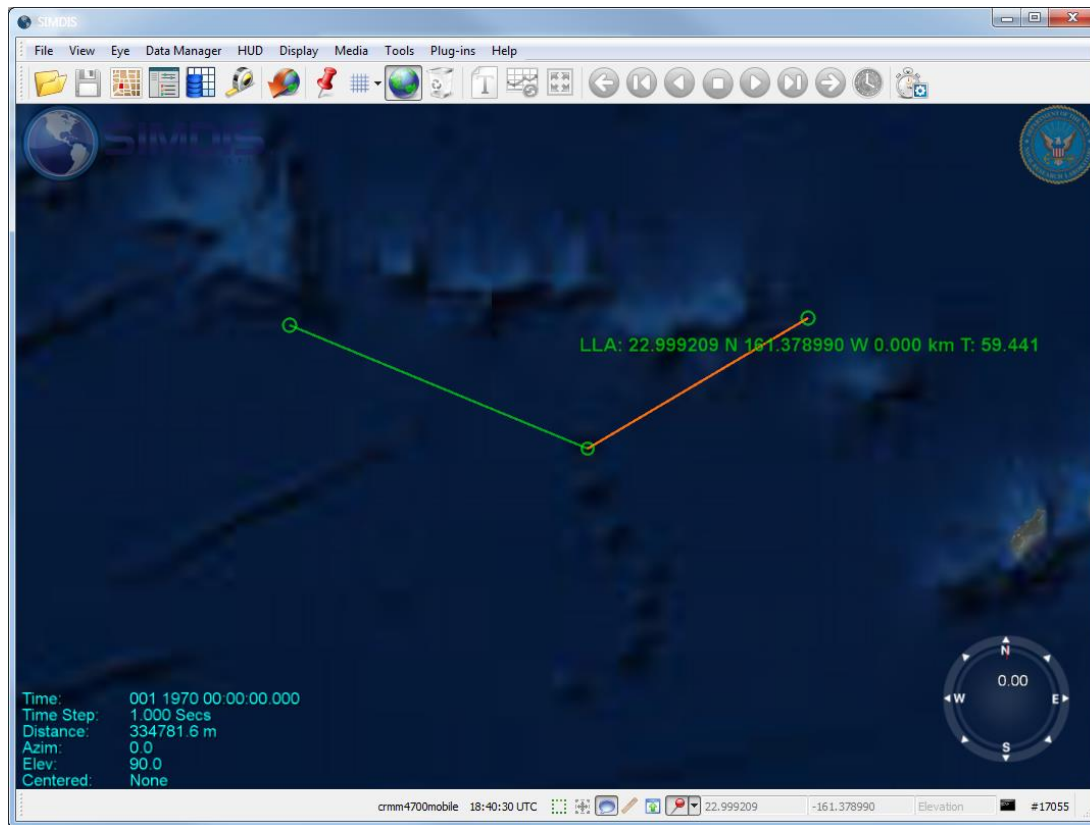 SIMDIS
File View Eye Data Manager HUD Display Media Tools Plug-ins Help
SIMDIS
LLA: 22.999209 N 161.378990 W 0.000 km T: 59.441
N
0.00
W E
S
Time: 001 1970 00:00:00.000
Time Step: 1.000 Secs
Distance: 334781.6 m
Azim: 0.0
Elev: 90.0
Centered: None
crmm4700mobile 18:40:30 UTC 22.999209 -161.378990 Elevation #17055